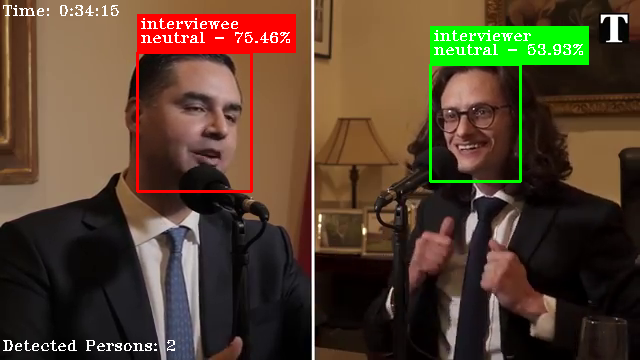 Time: 0:34:15
interviewee
neutral - 75.46%
interviewer
neutral - 53.93%
T
Detected Persons: 2